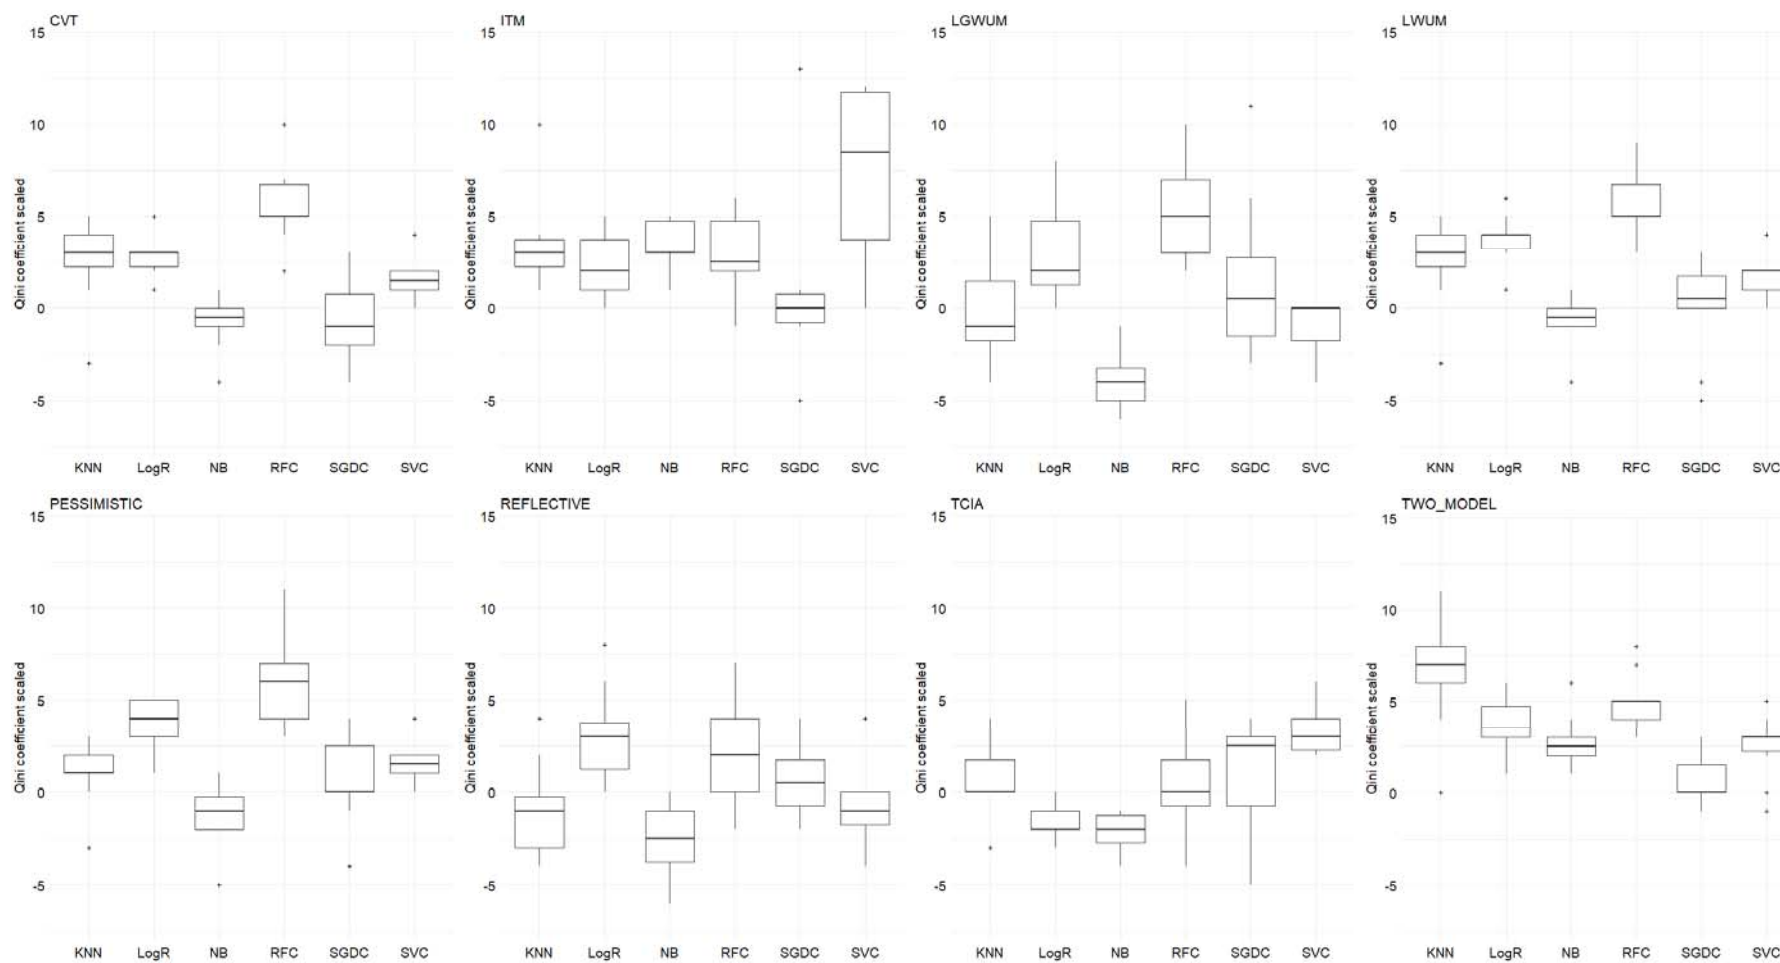 CVT
15
10
5
0
-5
Qini coefficient scaled
KNN LogR NB RFC SGDC SVC
ITM
15
10
5
0
-5
Qini coefficient scaled
KNN LogR NB RFC SGDC SVC
LGWUM
15
10
5
0
-5
Qini coefficient scaled
KNN LogR NB RFC SGDC SVC
LWUM
15
10
5
0
-5
Qini coefficient scaled
KNN LogR NB RFC SGDC SVC
PESSIMISTIC
15
10
5
0
-5
Qini coefficient scaled
KNN LogR NB RFC SGDC SVC
REFLECTIVE
15
10
5
0
-5
Qini coefficient scaled
KNN LogR NB RFC SGDC SVC
TCIA
15
10
5
0
-5
Qini coefficient scaled
KNN LogR NB RFC SGDC SVC
TWO_MODEL
15
10
5
0
-5
Qini coefficient scaled
KNN LogR NB RFC SGDC SVC